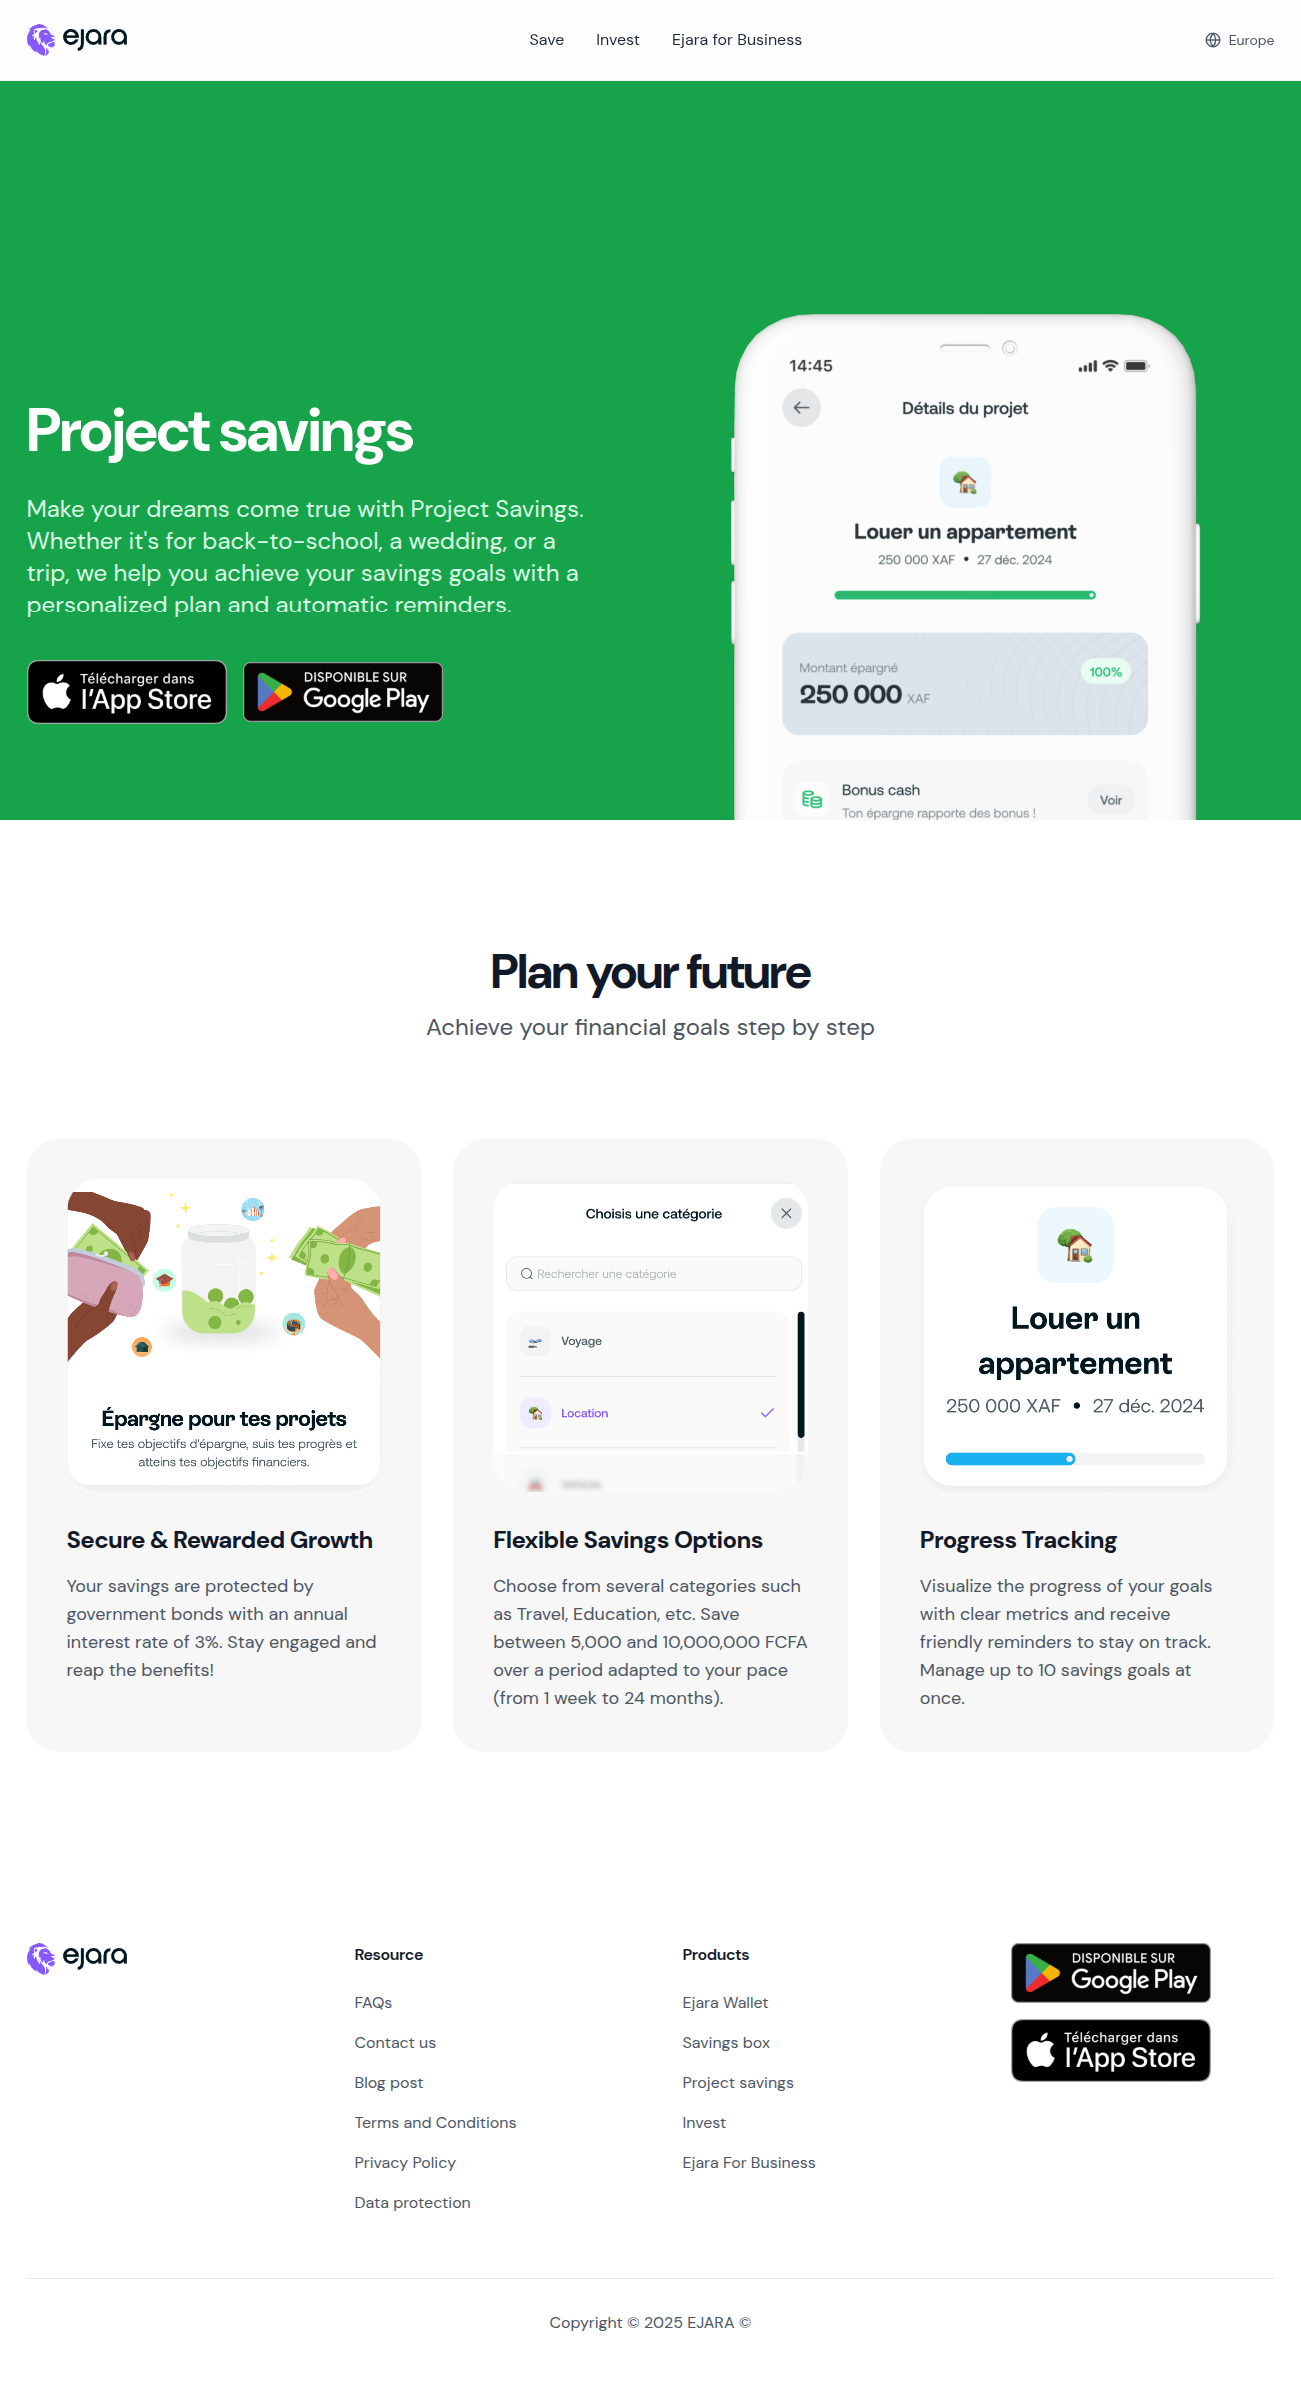 ejara
Save
Invest
Ejara for Business
Europe
Project savings
Make your dreams come true with Project Savings.
Whether it's for back-to-school, a wedding, or a
trip, we help you achieve your savings goals with a
personalized plan and automatic reminders.
Télécharger dans
l'App Store
DISPONIBLE SUR
Google Play
14:45
Détails du projet
Louer un appartement
250 000 XAF • 27 déc. 2024
Montant épargné
100%
250 000 XAF
Bonus cash
Voir
Ton épargne rapporte des bonus !
Plan your future
Achieve your financial goals step by step
Épargne pour tes projets
Fixe tes objectifs d'épargne, suis tes progrès et
atteins tes objectifs financiers.
Secure & Rewarded Growth
Your savings are protected by
government bonds with an annual
interest rate of 3%. Stay engaged and
reap the benefits!
Choisis une catégorie
Rechercher une catégorie
Voyage
Location
Véhicle
Flexible Savings Options
Choose from several categories such
as Travel, Education, etc. Save
between 5,000 and 10,000,000 FCFA
over a period adapted to your pace
(from 1 week to 24 months).
Louer un
appartement
250 000 XAF • 27 déc. 2024
Progress Tracking
Visualize the progress of your goals
with clear metrics and receive
friendly reminders to stay on track.
Manage up to 10 savings goals at
once.
ejara
Resource
FAQs
Contact us
Blog post
Terms and Conditions
Privacy Policy
Data protection
Products
Ejara Wallet
Savings box
Project savings
Invest
Ejara For Business
DISPONIBLE SUR
Google Play
Télécharger dans
l'App Store
Copyright © 2025 EJARA ©